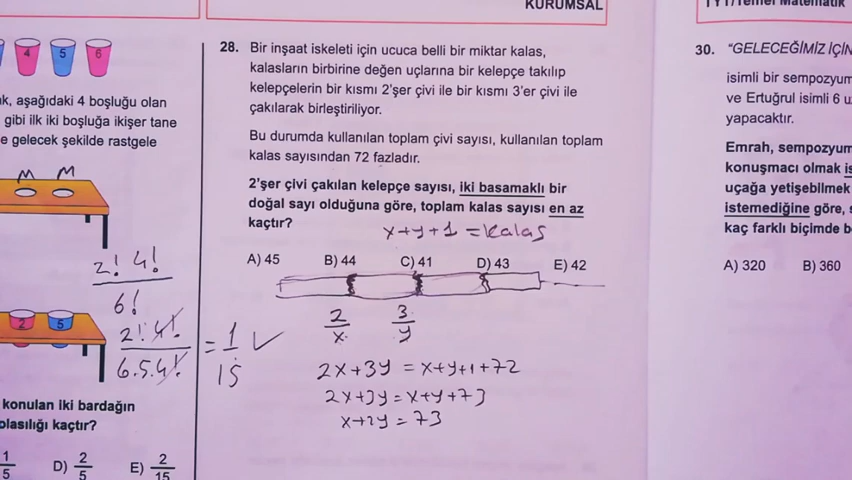 KURUMSAL
TYT/Temel Matematik
4 5 6
k, aşağıdaki 4 boşluğu olan
gibi ilk iki boşluğa ikişer tane
e gelecek şekilde rastgele
M M
2! 4!
6!
2 5
2! 4!
6.5.4!
= 1
15
konulan iki bardağın
olasılığı kaçtır?
1
5
D) 2
5
E) 2
15
28. Bir inşaat iskeleti için ucuca belli bir miktar kalas,
kalasların birbirine değen uçlarına bir kelepçe takılıp
kelepçelerin bir kısmı 2'şer çivi ile bir kısmı 3'er çivi ile
çakılarak birleştiriliyor.
Bu durumda kullanılan toplam çivi sayısı, kullanılan toplam
kalas sayısından 72 fazladır.
2'şer çivi çakılan kelepçe sayısı, iki basamaklı bir
doğal sayı olduğuna göre, toplam kalas sayısı en az
kaçtır?
x+y+1 = kalas
A) 45 B) 44 C) 41 D) 43 E) 42
2 3
x y
2x+3y = x+y+1+72
2x+3y = x+y+73
x+2y = 73
30. "GELECEĞİMİZ İÇİN
isimli bir sempozyum
ve Ertuğrul isimli 6 u
yapacaktır.
Emrah, sempozyum
konuşmacı olmak is
uçağa yetişebilmek
istemediğine göre, s
kaç farklı biçimde b
A) 320 B) 360